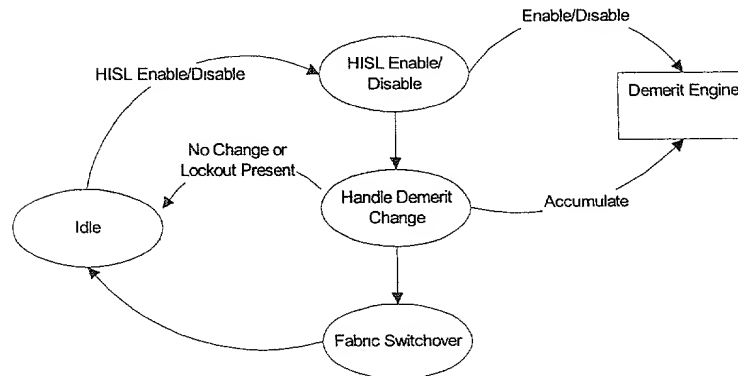 Enable/Disable
HISL Enable/
Disable
HISL Enable/Disable
Demerit Engine
No Change or
Lockout Present
Handle Demerit
Change
Accumulate
Idle
Fabric Switchover